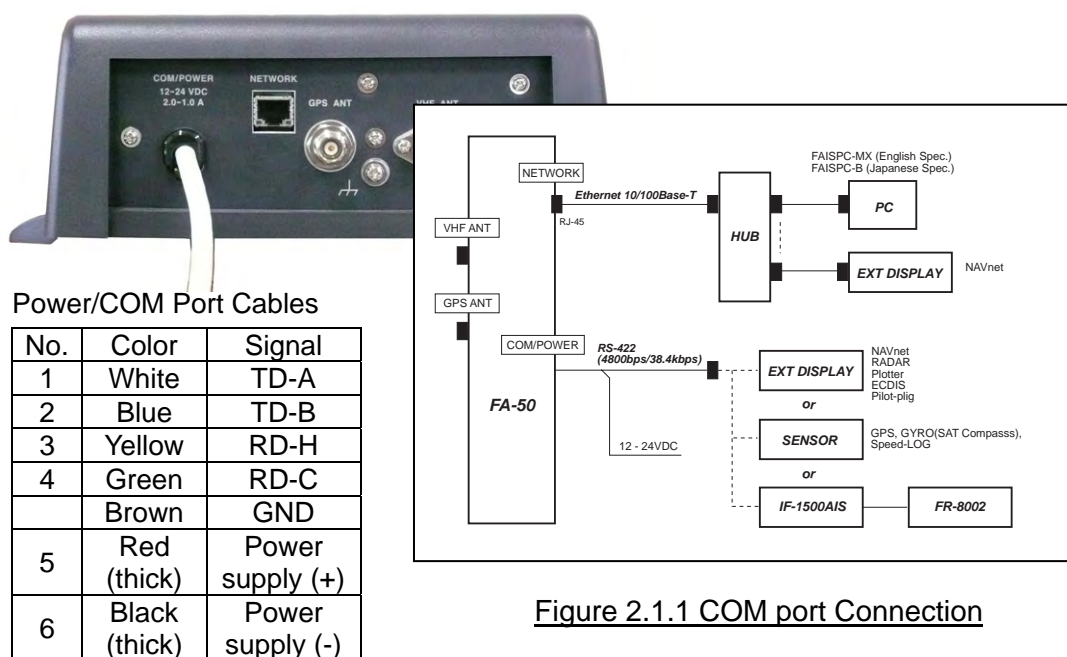 COM/POWER
12~24 VDC
2.0~1.0 A
NETWORK
GPS ANT
VHF ANT
Power/COM Port Cables
No. Color Signal
1 White TD-A
2 Blue TD-B
3 Yellow RD-H
4 Green RD-C
Brown GND
5 Red (thick) Power supply (+)
6 Black (thick) Power supply (-)
NETWORK
Ethernet 10/100Base-T
RJ-45
VHF ANT
GPS ANT
COM/POWER
RS-422
(4800bps/38.4kbps)
FA-50
12 - 24VDC
HUB
FAISPC-MX (English Spec.)
FAISPC-B (Japanese Spec.)
PC
EXT DISPLAY
NAVnet
EXT DISPLAY
NAVnet
RADAR
Plotter
ECDIS
Pilot-plig
or
SENSOR
GPS, GYRO(SAT Compasss),
Speed-LOG
or
IF-1500AIS
FR-8002
Figure 2.1.1 COM port Connection